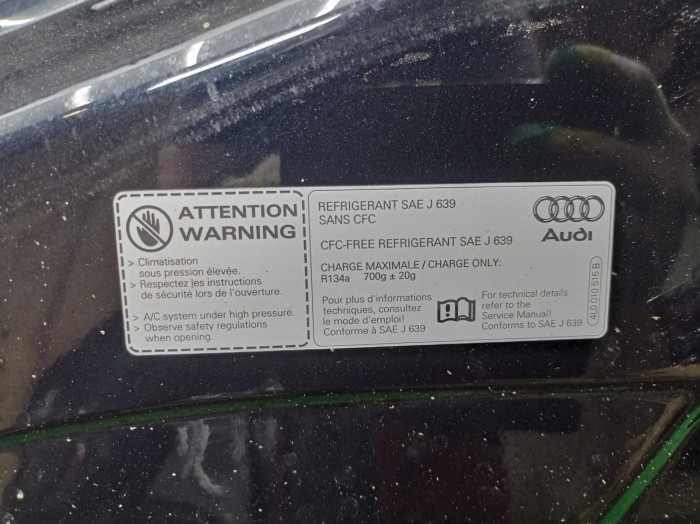 ATTENTION
WARNING
> Climatisation
sous pression élevée.
> Respectez les instructions
de sécurité lors de l'ouverture.
> A/C system under high pressure.
> Observe safety regulations
when opening.
REFRIGERANT SAE J 639
SANS CFC
CFC-FREE REFRIGERANT SAE J 639
CHARGE MAXIMALE / CHARGE ONLY:
R134a 700g ± 20g
Pour plus d'informations
techniques, consultez
le mode d'emploi!
Conforme à SAE J 639
For technical details
refer to the
Service Manual!
Conforms to SAE J 639
Audi
4L0 010 515 B